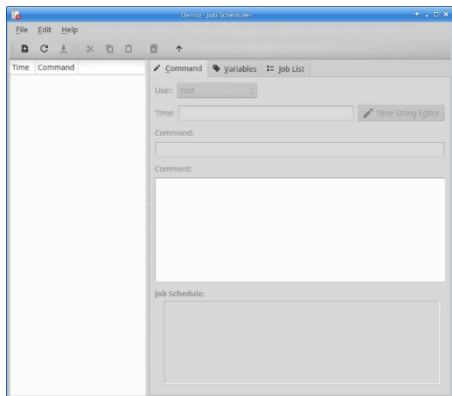 Demo - Job Scheduler
File Edit Help
Time Command
Command Variables Job List
User: root
Time: Time String Editor
Command:
Comment:
Job Schedule: